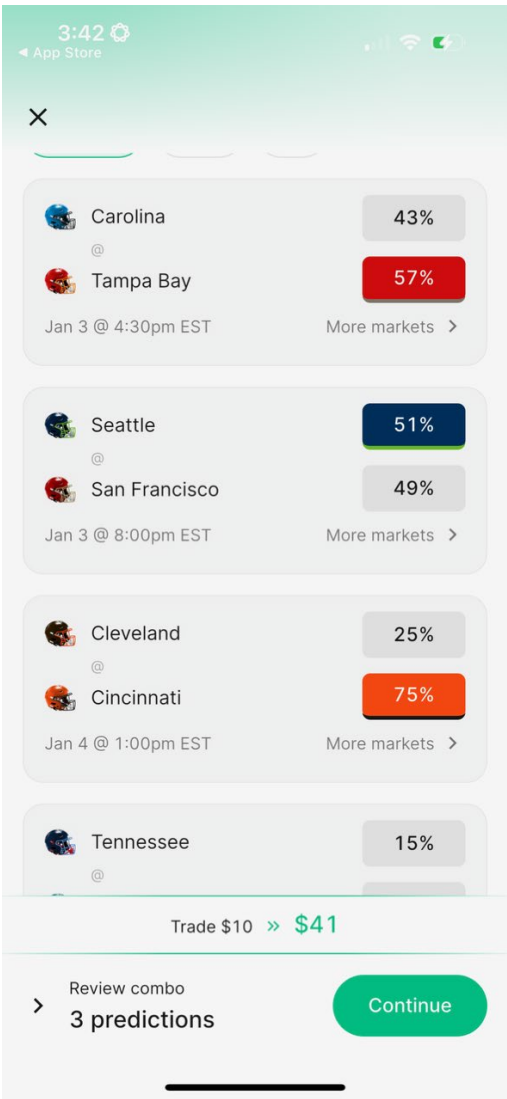 3:42
◀ App Store
Carolina 43%
@
Tampa Bay 57%
Jan 3 @ 4:30pm EST More markets >
Seattle 51%
@
San Francisco 49%
Jan 3 @ 8:00pm EST More markets >
Cleveland 25%
@
Cincinnati 75%
Jan 4 @ 1:00pm EST More markets >
Tennessee 15%
@
Trade $10 » $41
Review combo
> 3 predictions
Continue